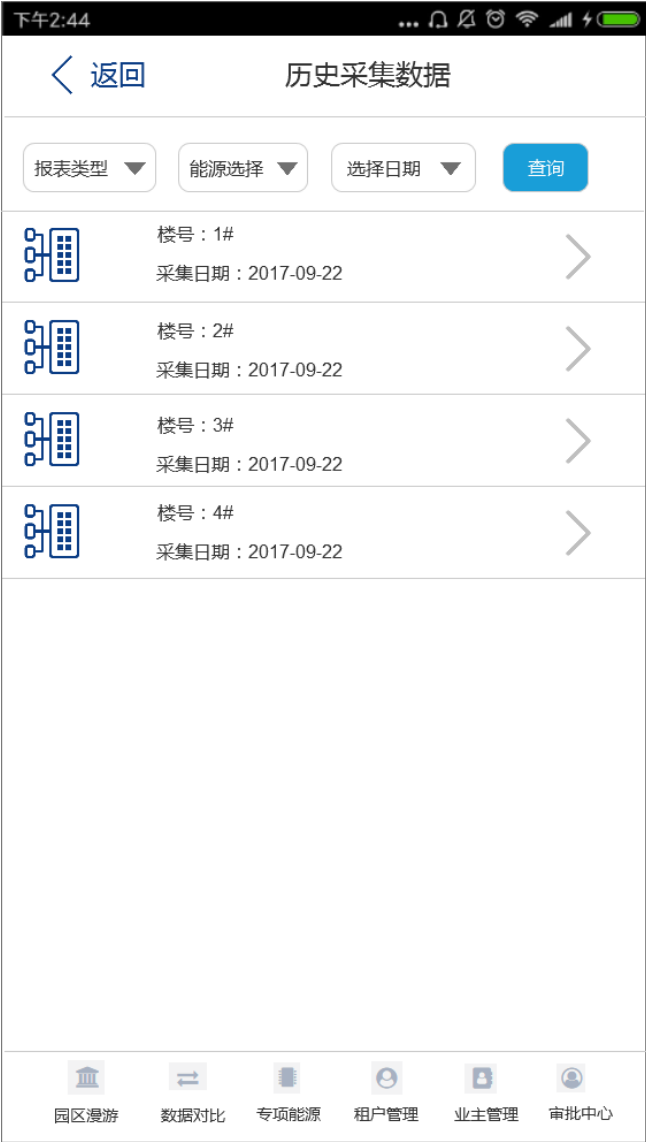 下午2:44
返回 历史采集数据
报表类型 能源选择 选择日期 查询
楼号：1#
采集日期：2017-09-22
楼号：2#
采集日期：2017-09-22
楼号：3#
采集日期：2017-09-22
楼号：4#
采集日期：2017-09-22
园区漫游 数据对比 专项能源 租户管理 业主管理 审批中心